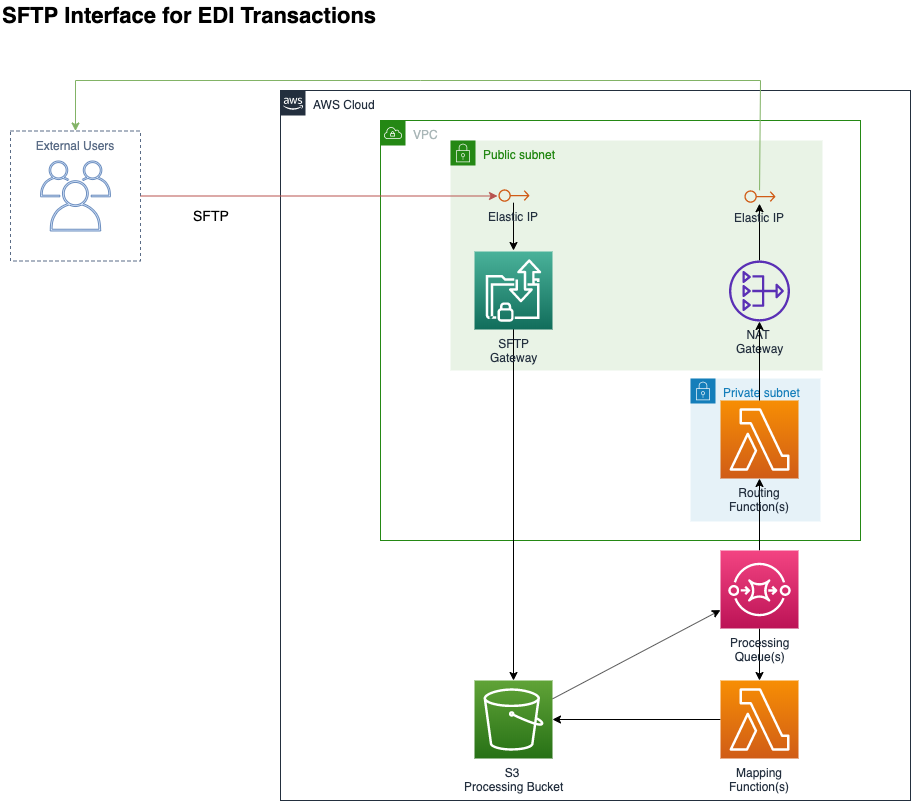 SFTP Interface for EDI Transactions
aws
AWS Cloud
VPC
External Users
Public subnet
SFTP
Elastic IP
Elastic IP
SFTP
Gateway
NAT
Gateway
Private subnet
Routing
Function(s)
Processing
Queue(s)
S3
Processing Bucket
Mapping
Function(s)